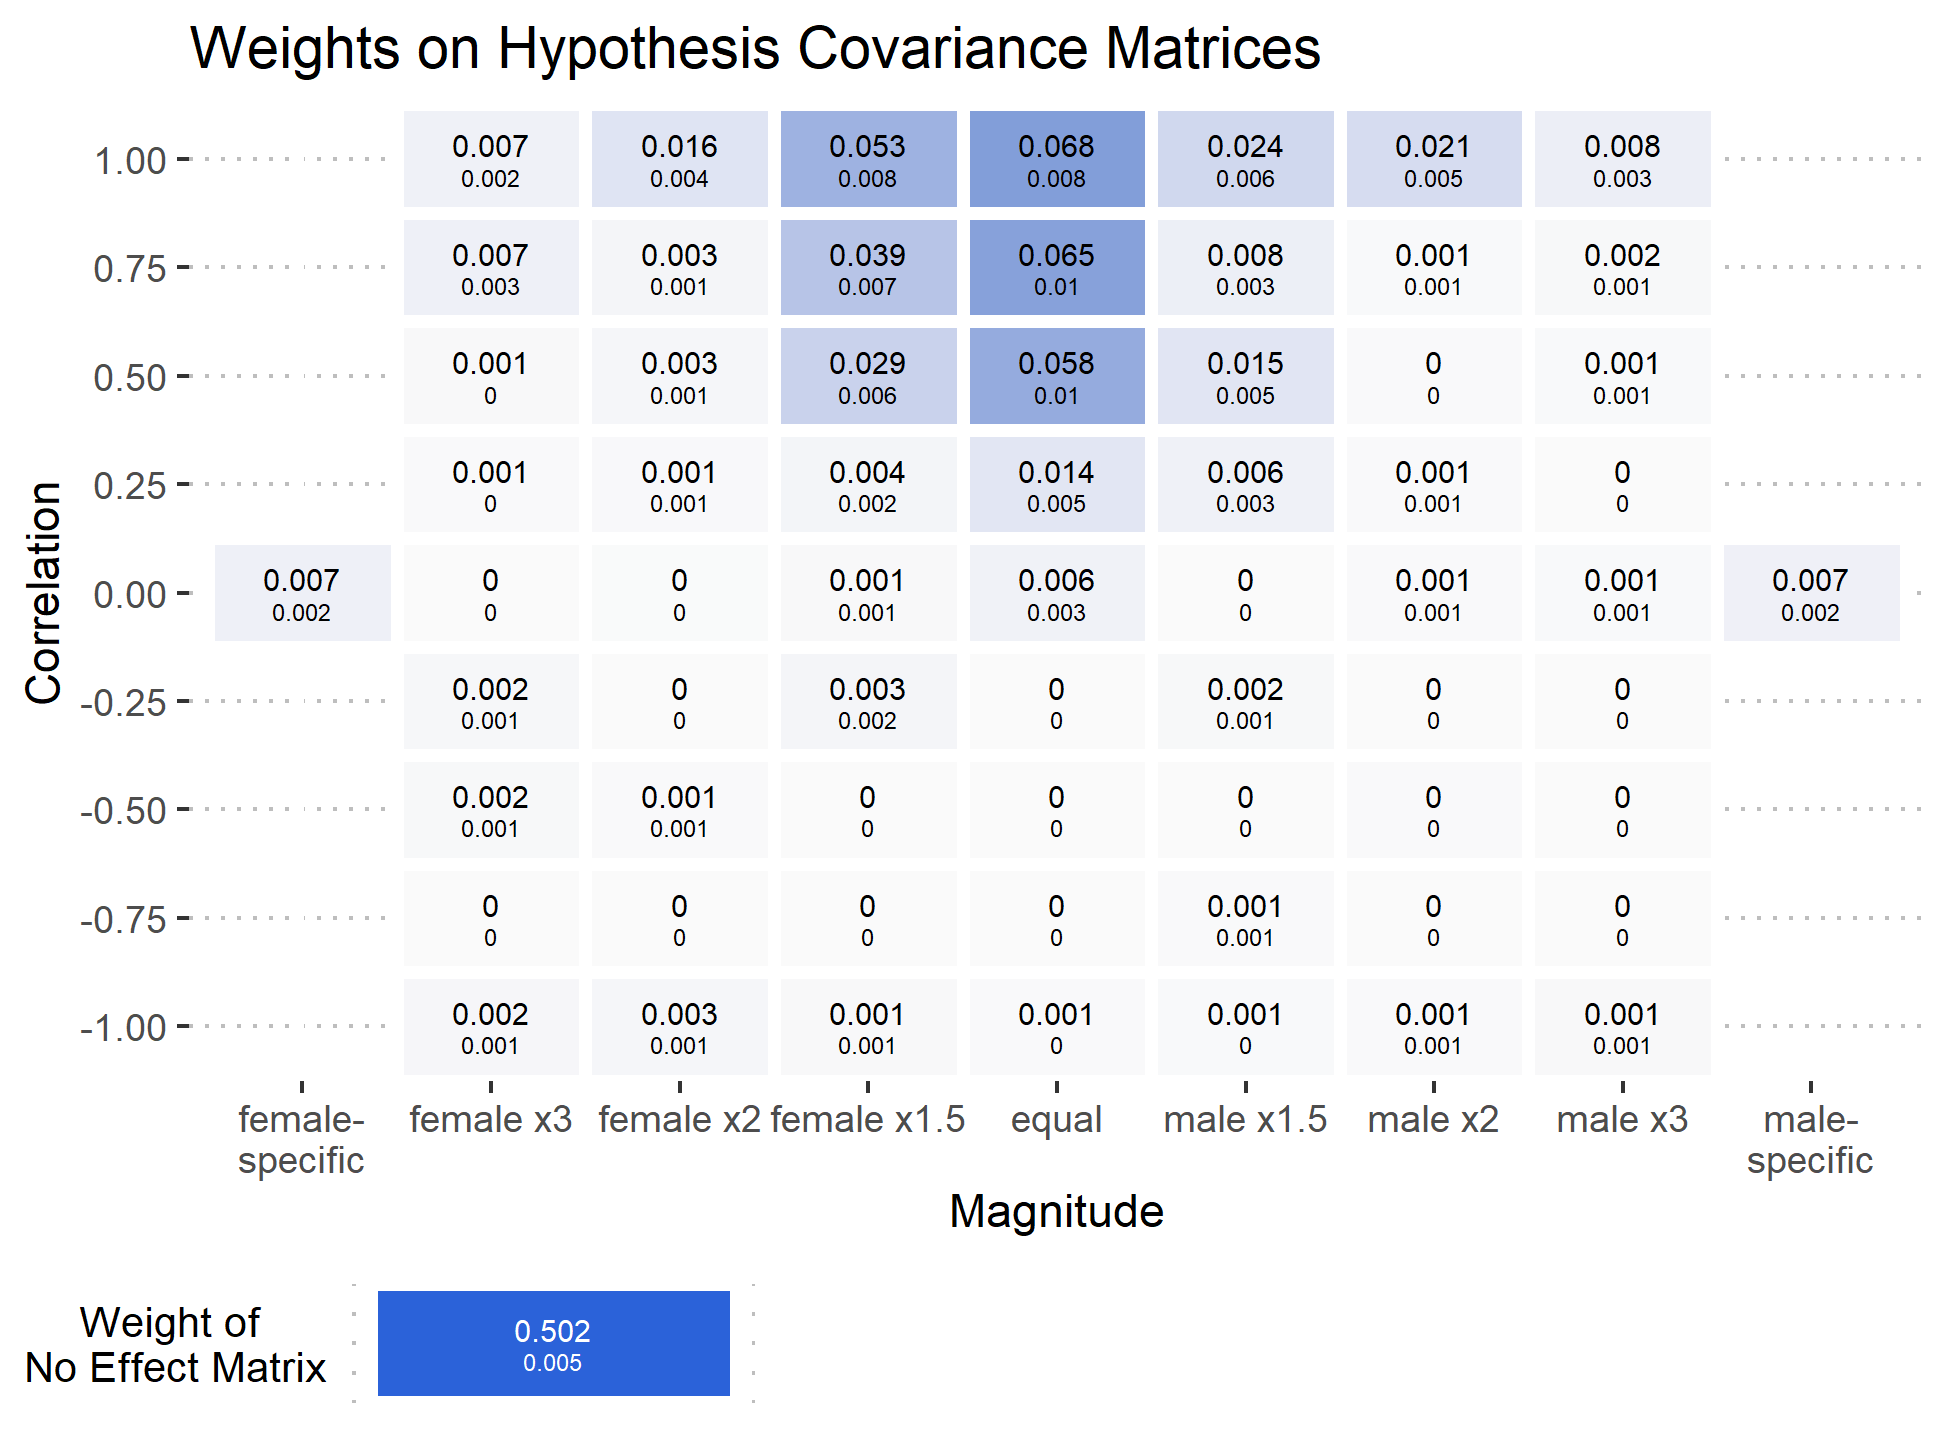 Weights on Hypothesis Covariance Matrices
Correlation
1.00
0.007 0.016 0.053 0.068 0.024 0.021 0.008
0.002 0.004 0.008 0.008 0.006 0.005 0.003
0.75
0.007 0.003 0.039 0.065 0.008 0.001 0.002
0.003 0.001 0.007 0.01 0.003 0.001 0.001
0.50
0.001 0.003 0.029 0.058 0.015 0 0.001
0 0.001 0.006 0.01 0.005 0 0.001
0.25
0.001 0.001 0.004 0.014 0.006 0.001 0
0 0.001 0.002 0.005 0.003 0.001 0
0.00
0.007 0 0 0.001 0.006 0 0.001 0.001 0.007
0.002 0 0 0.001 0.003 0 0.001 0.001 0.002
-0.25
0.002 0 0.003 0 0.002 0 0
0.001 0 0.002 0 0.001 0 0
-0.50
0.002 0.001 0 0 0 0 0
0.001 0.001 0 0 0 0 0
-0.75
0 0 0 0 0.001 0 0
0 0 0 0 0.001 0 0
-1.00
0.002 0.003 0.001 0.001 0.001 0.001 0.001
0.001 0.001 0.001 0 0 0.001 0.001
female- female x3 female x2 female x1.5 equal male x1.5 male x2 male x3 male-
specific specific
Magnitude
Weight of
No Effect Matrix
0.502
0.005